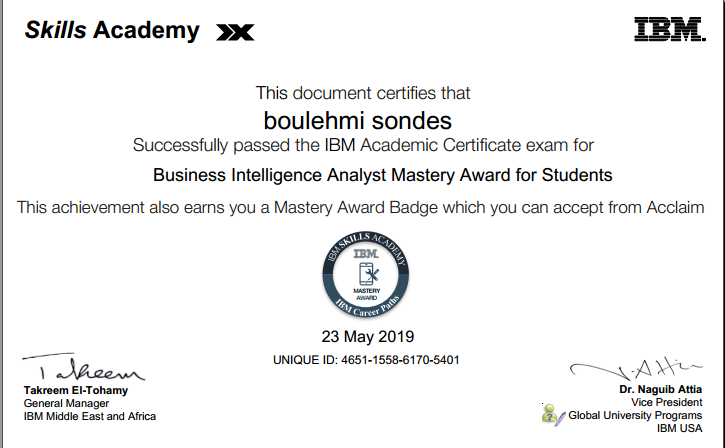 Skills Academy
IBM.
This document certifies that
boulehmi sondes
Successfully passed the IBM Academic Certificate exam for
Business Intelligence Analyst Mastery Award for Students
This achievement also earns you a Mastery Award Badge which you can accept from Acclaim
IBM SKILLS ACADEMY
IBM.
MASTERY
AWARD
IBM Career Paths
23 May 2019
UNIQUE ID: 4651-1558-6170-5401
Takreem
Takreem El-Tohamy
General Manager
IBM Middle East and Africa
N.Attia
Dr. Naguib Attia
Vice President
Global University Programs
IBM USA